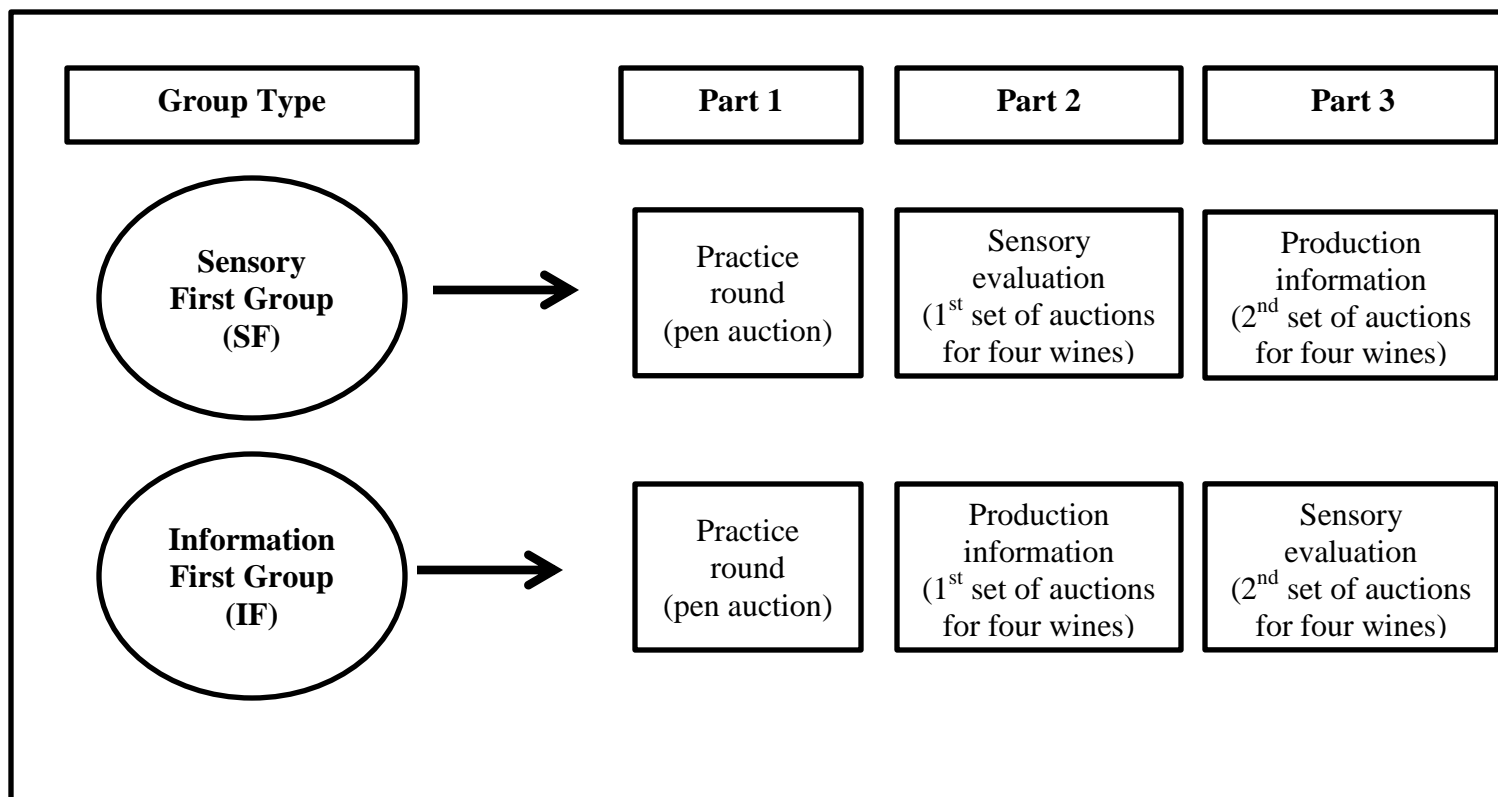 Group Type
Part 1
Part 2
Part 3
Sensory
First Group
(SF)
Practice
round
(pen auction)
Sensory
evaluation
(1st set of auctions
for four wines)
Production
information
(2nd set of auctions
for four wines)
Information
First Group
(IF)
Practice
round
(pen auction)
Production
information
(1st set of auctions
for four wines)
Sensory
evaluation
(2nd set of auctions
for four wines)